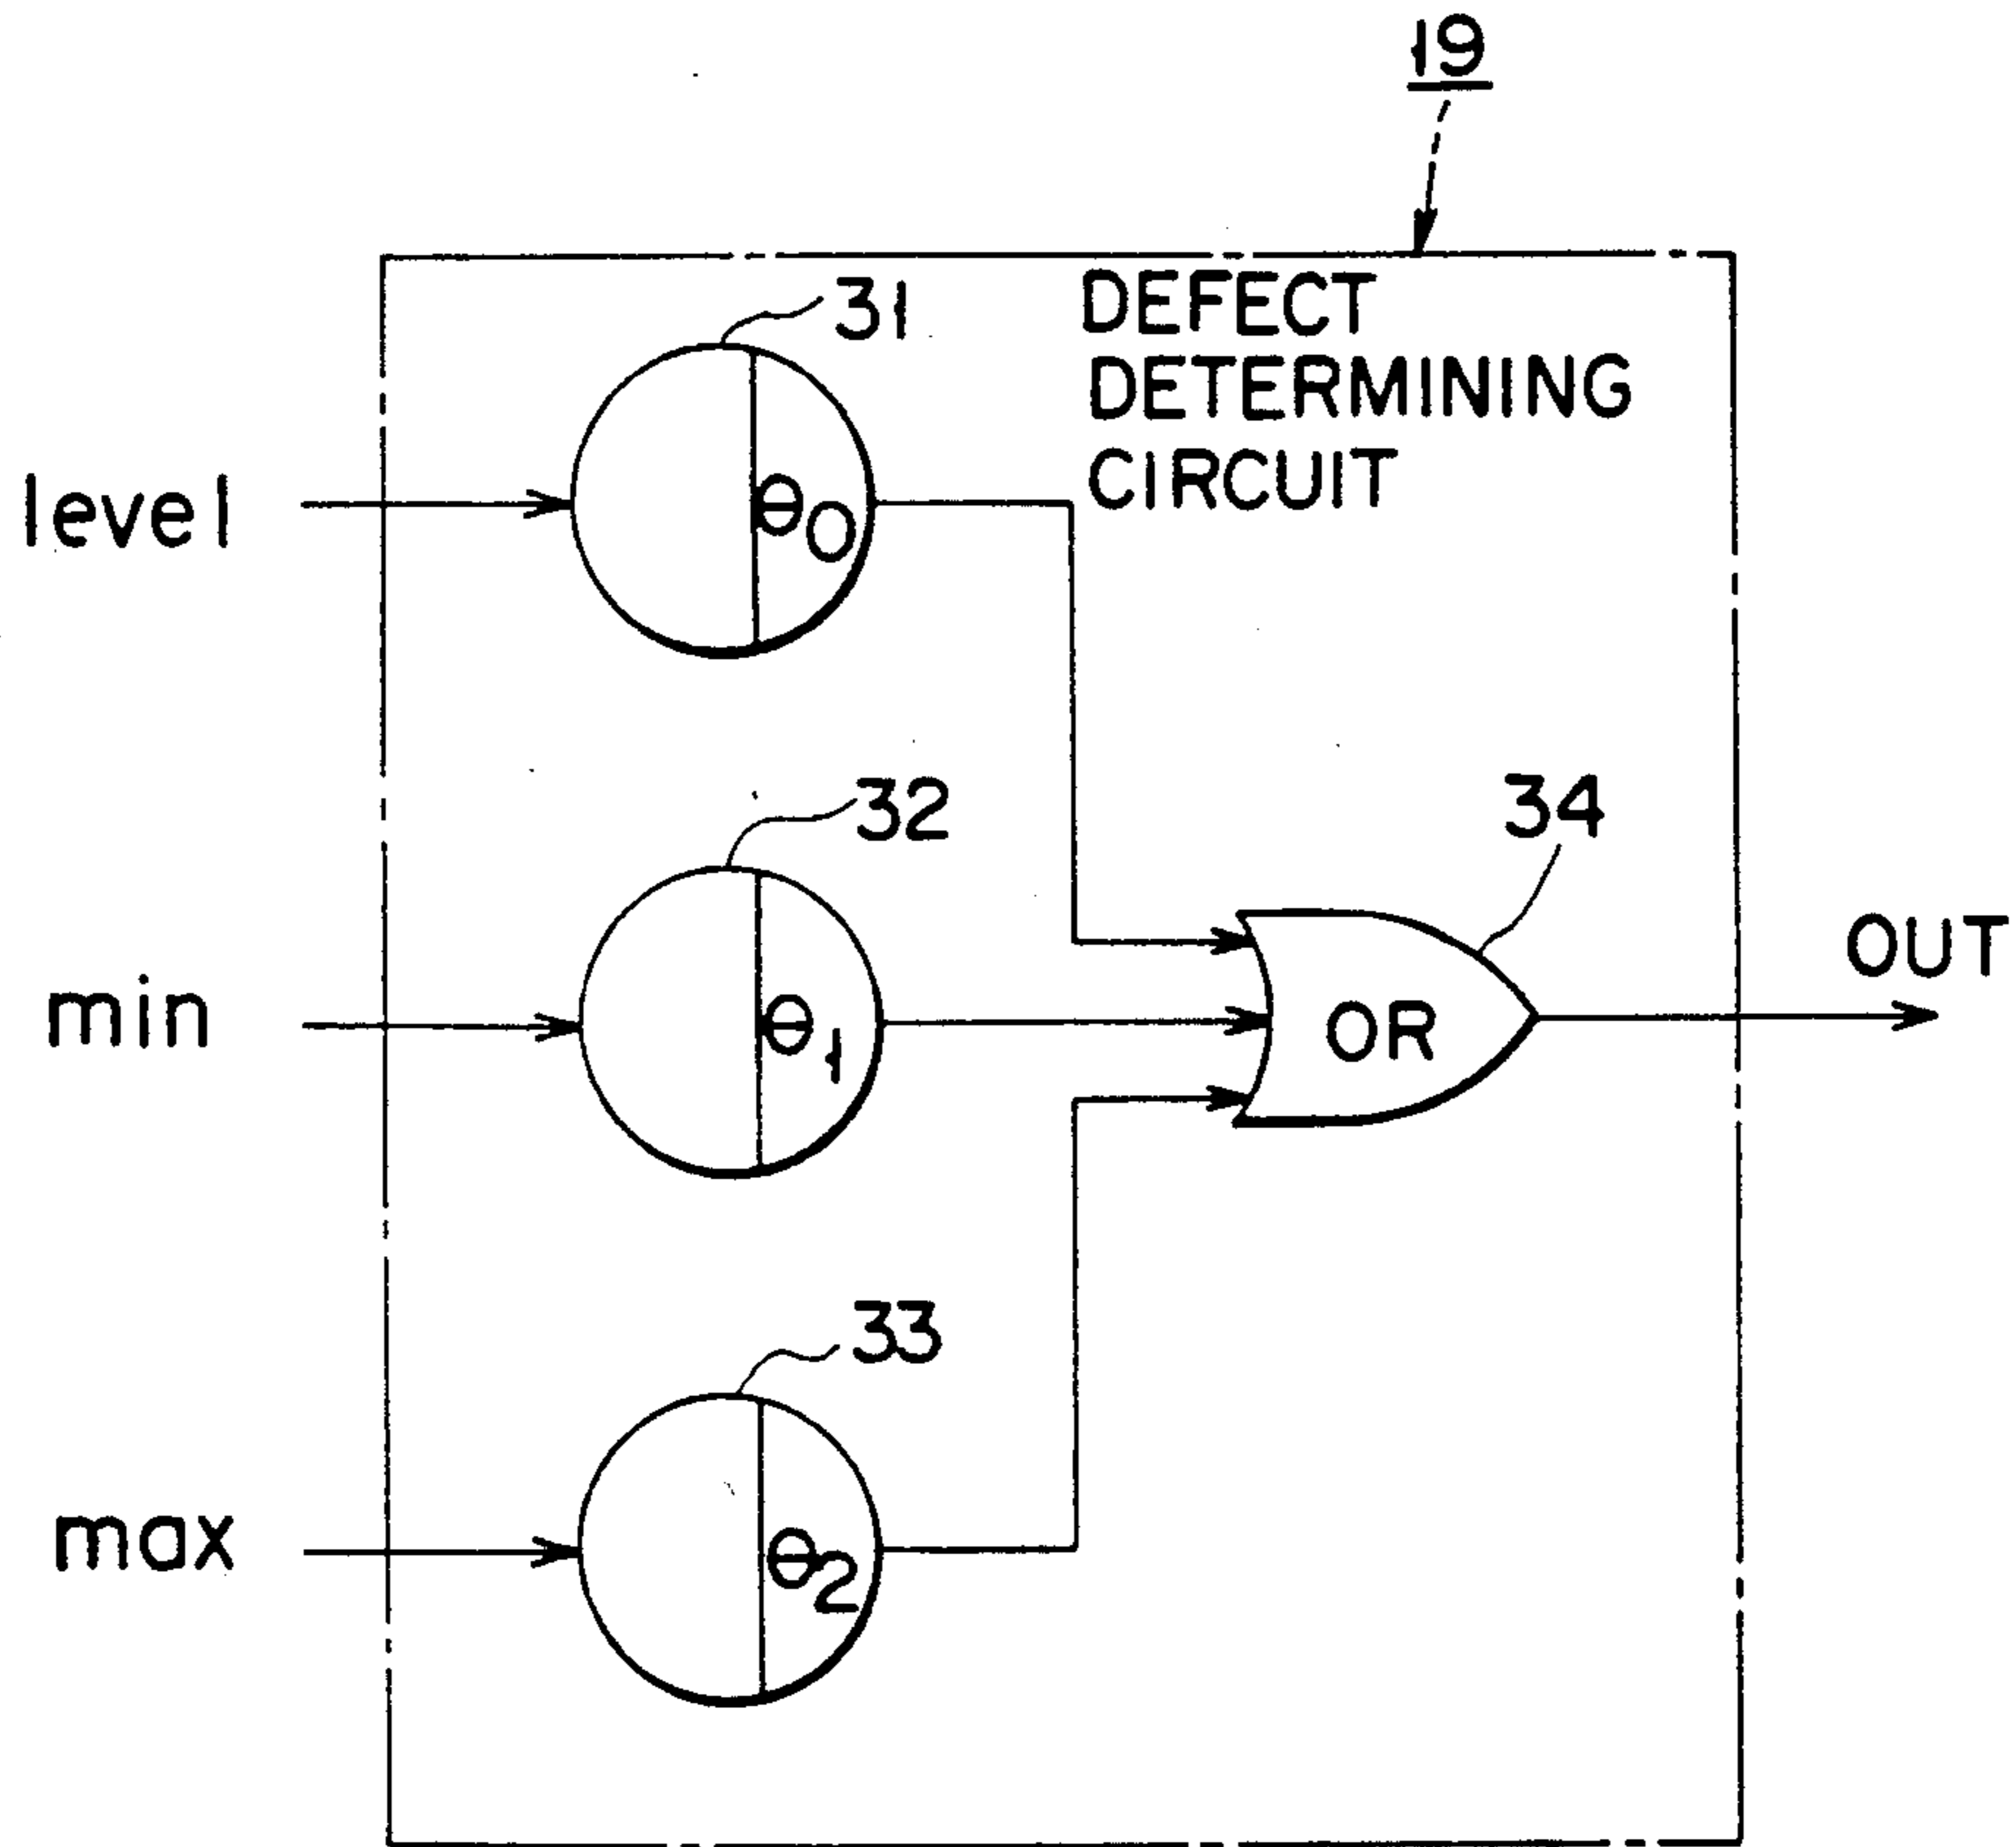 19
31
DEFECT
DETERMINING
CIRCUIT
level
θ0
32
34
min
θ1
OR
OUT
33
max
θ2